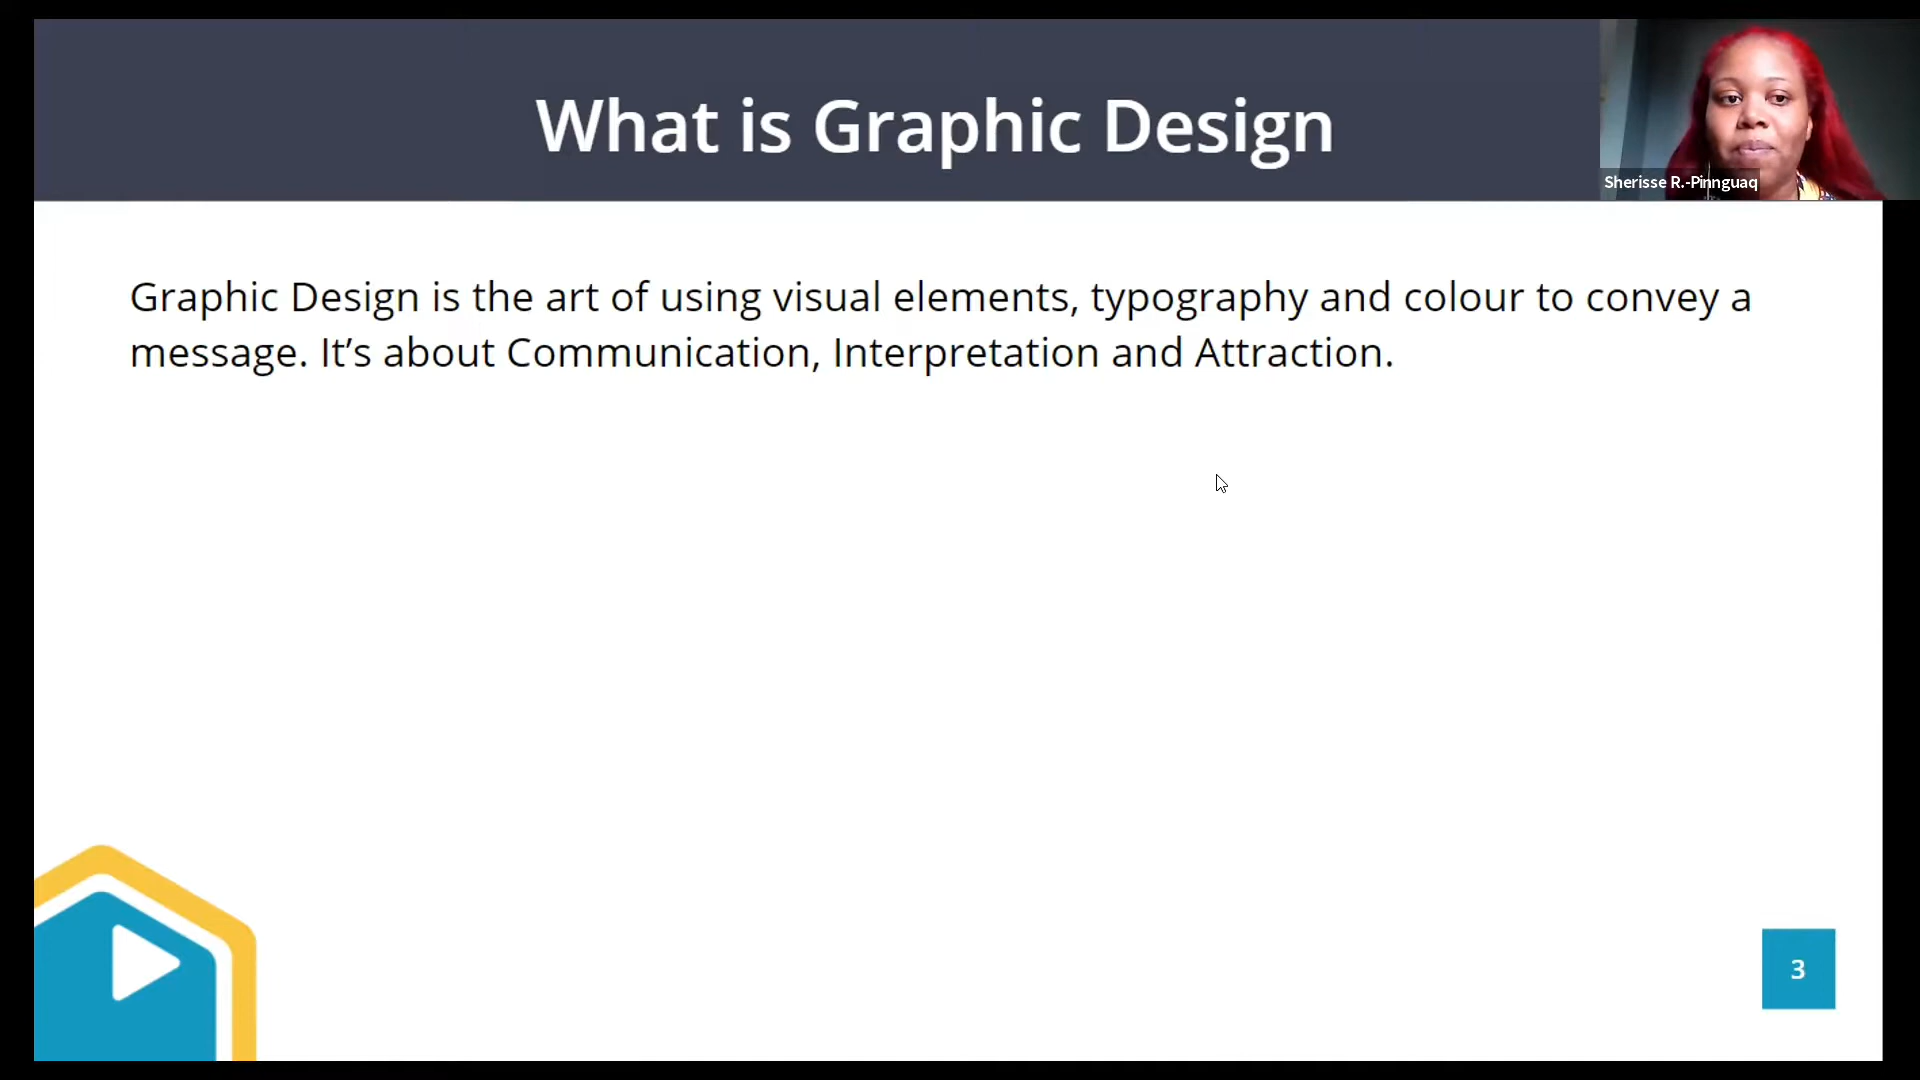 What is Graphic Design
Sherisse R.-Pinnguaq
Graphic Design is the art of using visual elements, typography and colour to convey a
message. It’s about Communication, Interpretation and Attraction.
3